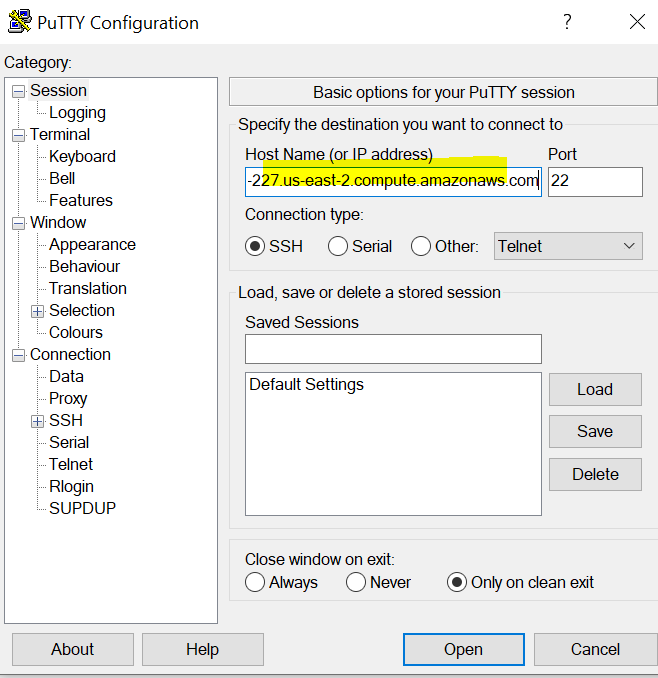 PuTTY Configuration ?
Category:
Session
Logging
Terminal
Keyboard
Bell
Features
Window
Appearance
Behaviour
Translation
Selection
Colours
Connection
Data
Proxy
SSH
Serial
Telnet
Rlogin
SUPDUP
Basic options for your PuTTY session
Specify the destination you want to connect to
Host Name (or IP address) Port
-227.us-east-2.compute.amazonaws.com 22
Connection type:
SSH Serial Other: Telnet
Load, save or delete a stored session
Saved Sessions
Default Settings
Load
Save
Delete
Close window on exit:
Always Never Only on clean exit
About Help Open Cancel